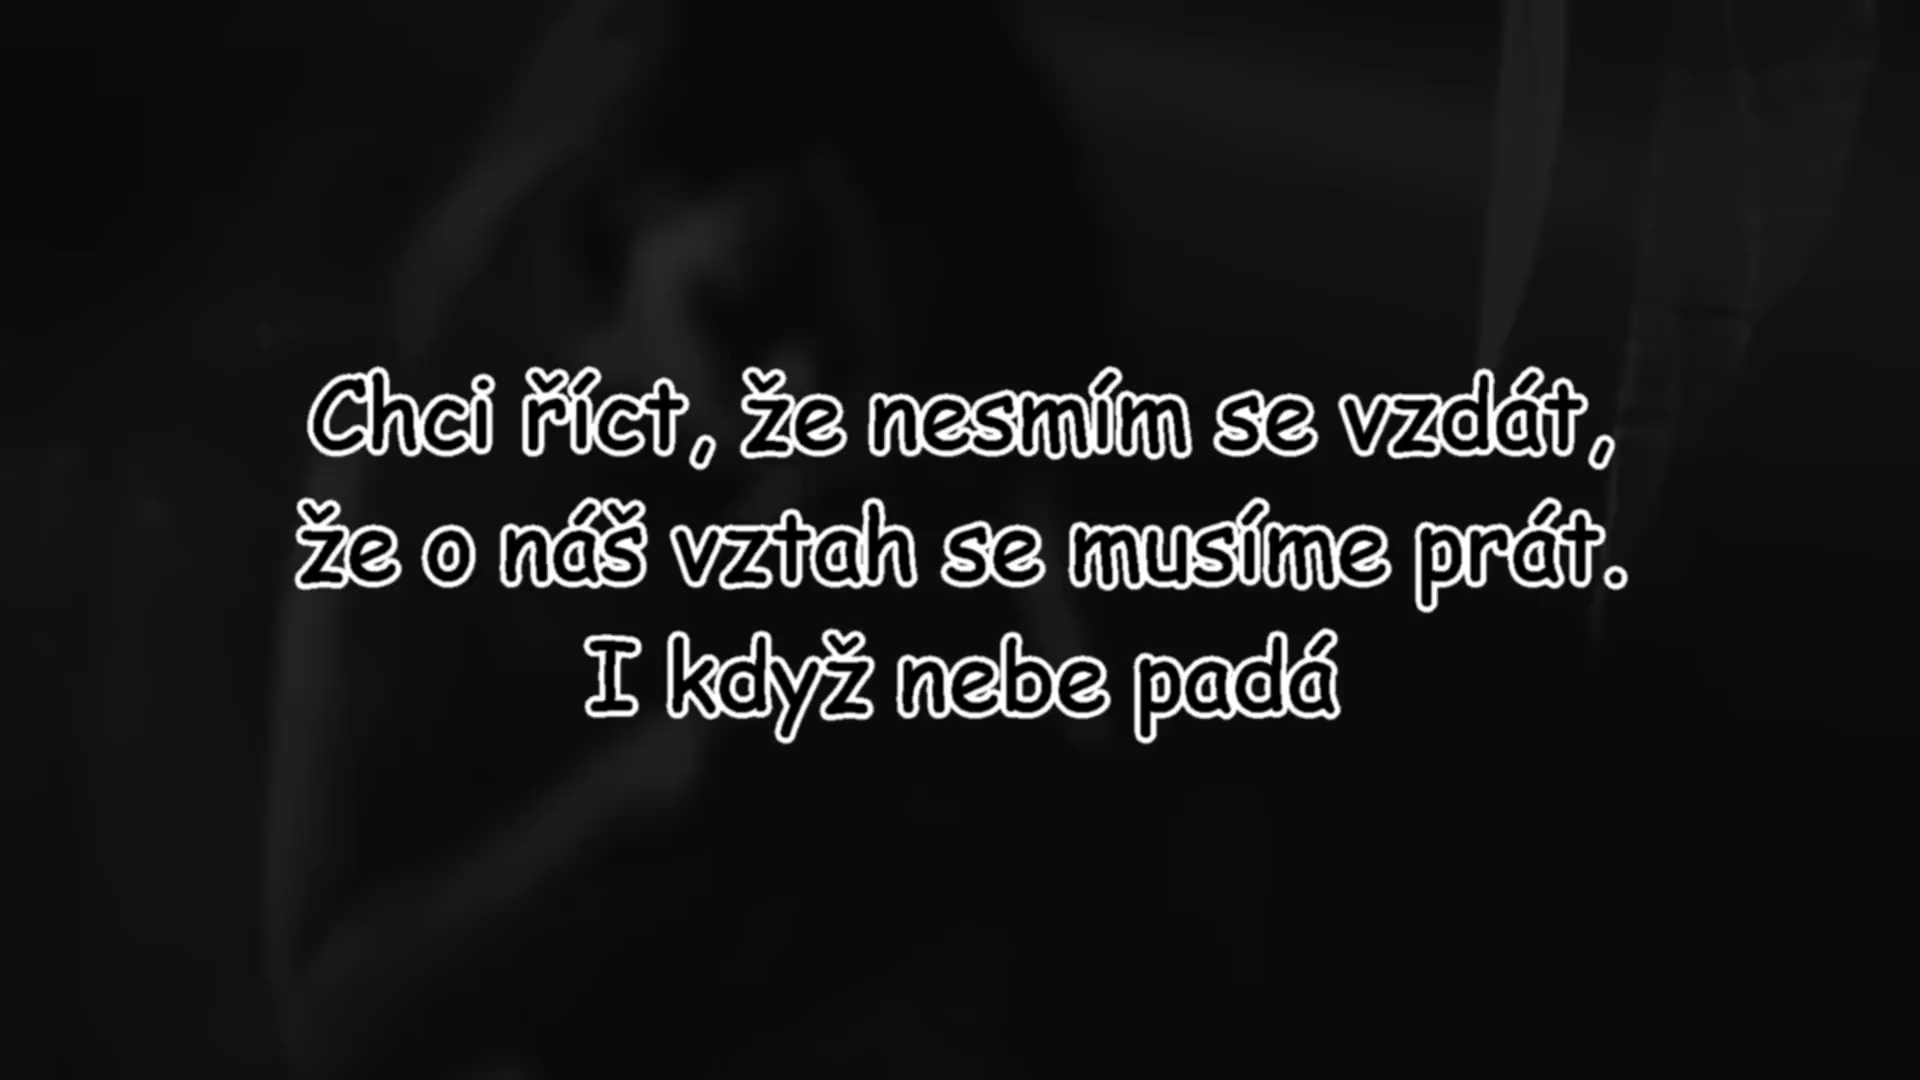 Chci říct, že nesmím se vzdát,
že o náš vztah se musíme prát.
I když nebe padá